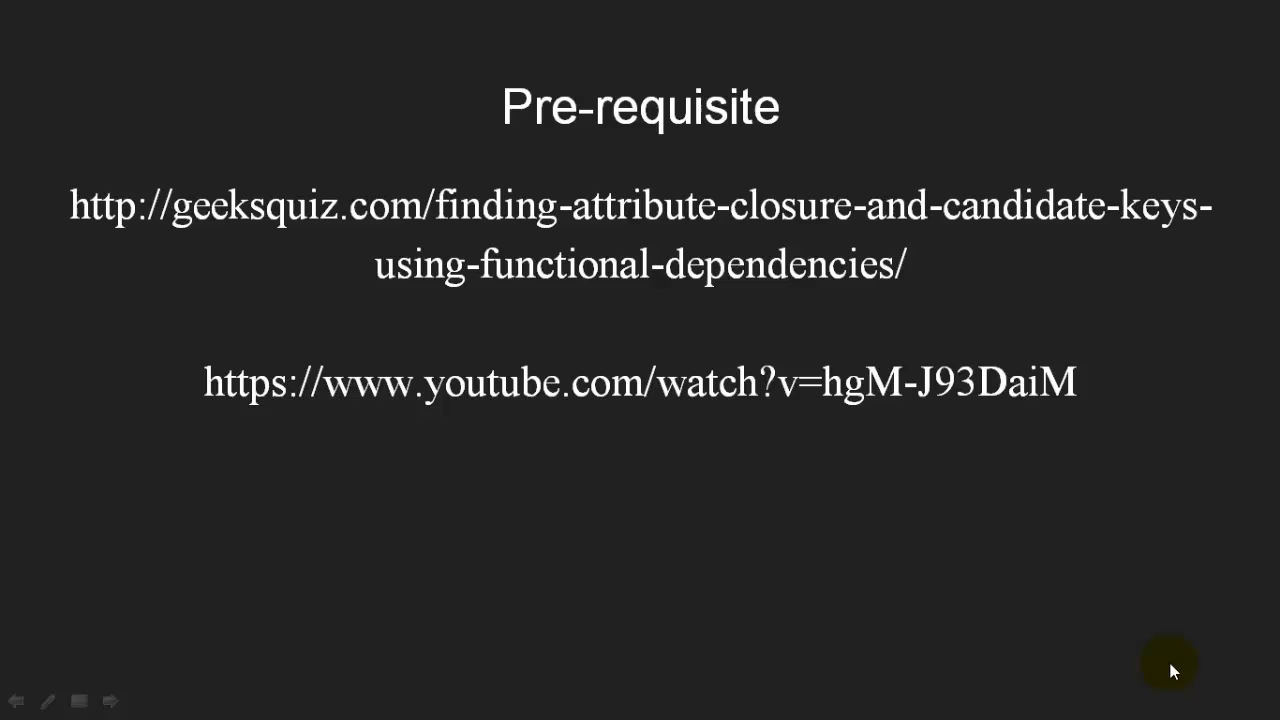 Pre-requisite
http://geeksquiz.com/finding-attribute-closure-and-candidate-keys-
using-functional-dependencies/
https://www.youtube.com/watch?v=hgM-J93DaiM